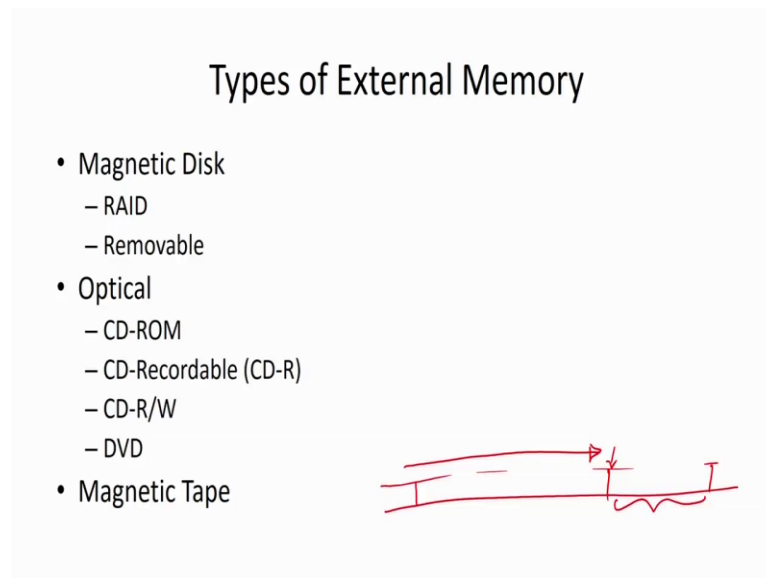 Types of External Memory
• Magnetic Disk
– RAID
– Removable
• Optical
– CD-ROM
– CD-Recordable (CD-R)
– CD-R/W
– DVD
• Magnetic Tape